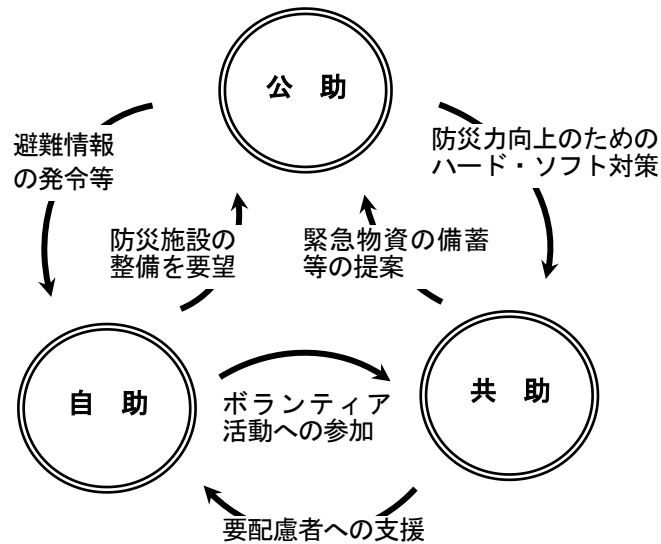 公　助
避難情報
の発令等
防災力向上のための
ハード・ソフト対策
防災施設の
整備を要望
緊急物資の備蓄
等の提案
自　助
共　助
ボランティア
活動への参加
要配慮者への支援